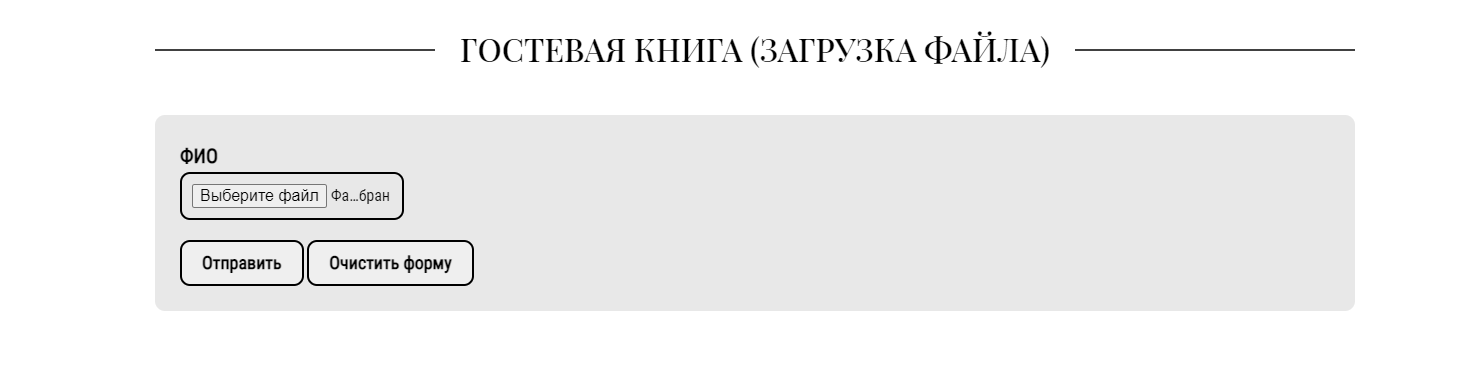 ГОСТЕВАЯ КНИГА (ЗАГРУЗКА ФАЙЛА)
ФИО
Выберите файл Фа...бран
Отправить Очистить форму